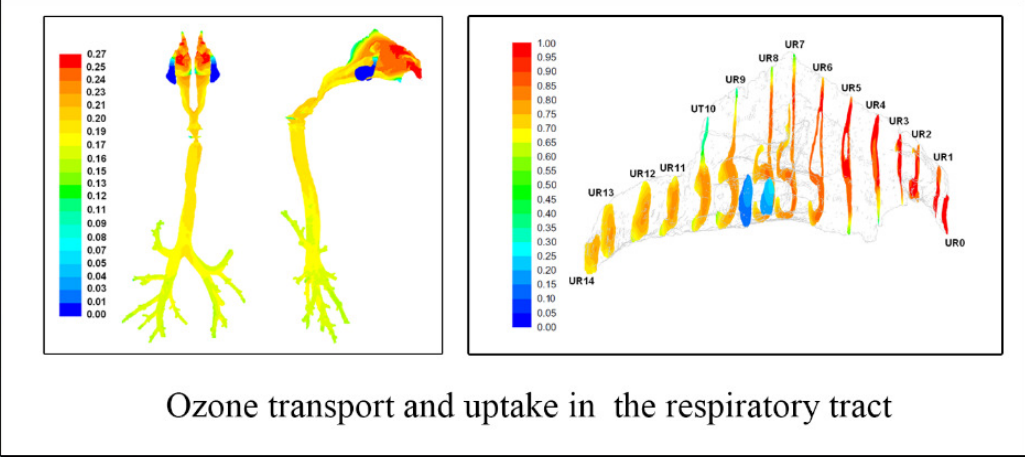 0.27
0.25
0.24
0.23
0.21
0.20
0.19
0.17
0.16
0.15
0.13
0.12
0.11
0.09
0.08
0.07
0.05
0.04
0.03
0.01
0.00
1.00
0.95
0.90
0.85
0.80
0.75
0.70
0.65
0.60
0.55
0.50
0.45
0.40
0.35
0.30
0.25
0.20
0.15
0.10
0.05
0.00
UR7
UR8
UR6
UR9
UR5
UT10
UR4
UR3
UR2
UR1
UR12
UR11
UR13
UR0
UR14
Ozone transport and uptake in  the respiratory tract